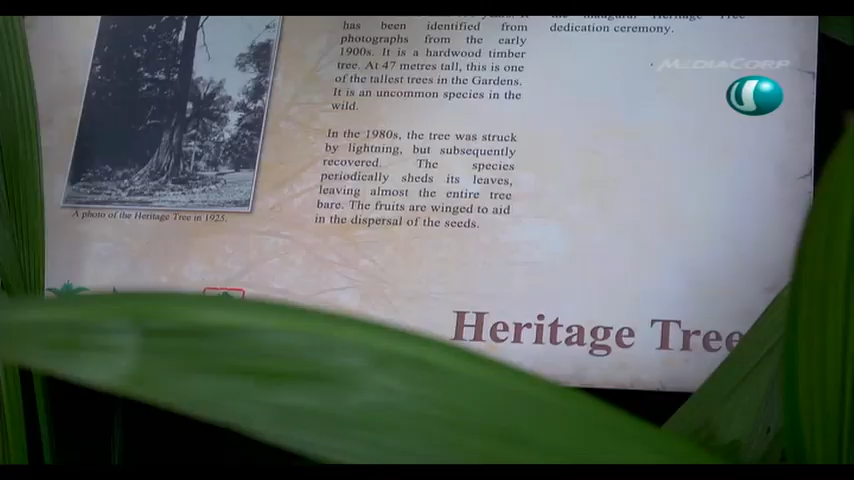 has been identified from
photographs from the early
1900s. It is a hardwood timber
tree. At 47 metres tall, this is one
of the tallest trees in the Gardens.
It is an uncommon species in the
wild.
In the 1980s, the tree was struck
by lightning, but subsequently
recovered. The species
periodically sheds its leaves,
leaving almost the entire tree
bare. The fruits are winged to aid
in the dispersal of the seeds.
the inaugural Heritage Tree
dedication ceremony.
MEDIACORP
A photo of the Heritage Tree in 1925.
Heritage Tree